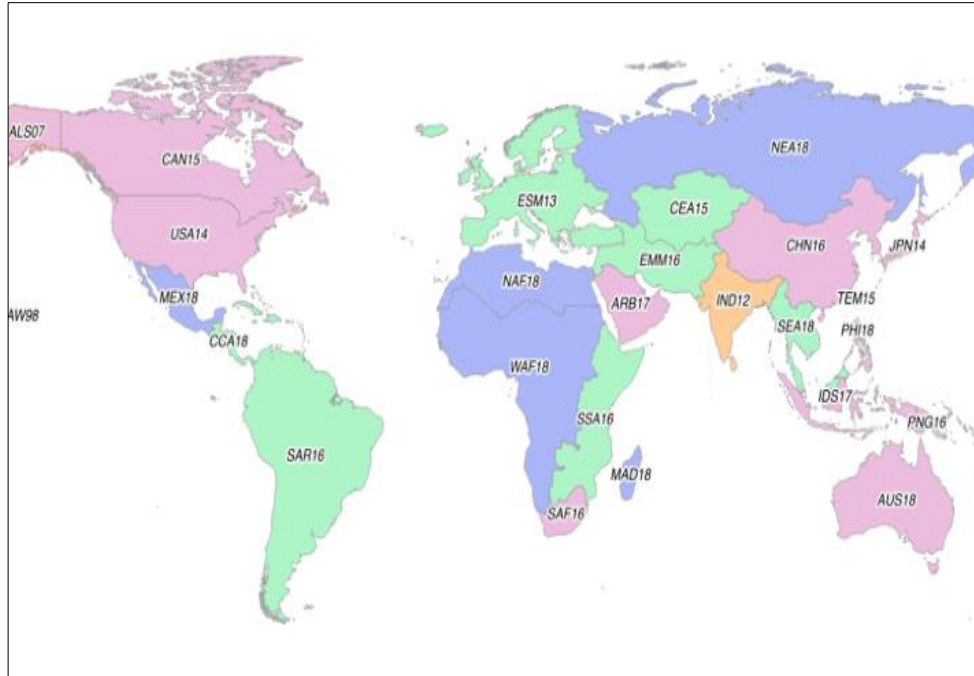 ALS07
CAN15
NEA18
ESM13
CEA15
USA14
CHN16
JPN14
EMM16
NAF18
MEX18
ARB17
IND12
TEM15
AW98
SEA18
PHI18
CCA18
WAF18
IDS17
SSA16
PNG16
SAR16
MAD18
AUS18
SAF16